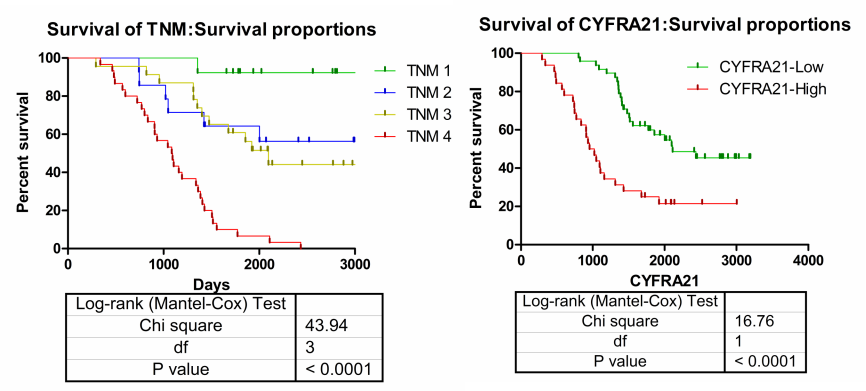 Survival of TNM:Survival proportions
100
80
60
40
20
0
Percent survival
0 1000 2000 3000
Days
TNM 1
TNM 2
TNM 3
TNM 4
Log-rank (Mantel-Cox) Test
Chi square 43.94
df 3
P value < 0.0001
Survival of CYFRA21:Survival proportions
100
80
60
40
20
0
Percent survival
0 1000 2000 3000 4000
CYFRA21
CYFRA21-Low
CYFRA21-High
Log-rank (Mantel-Cox) Test
Chi square 16.76
df 1
P value < 0.0001